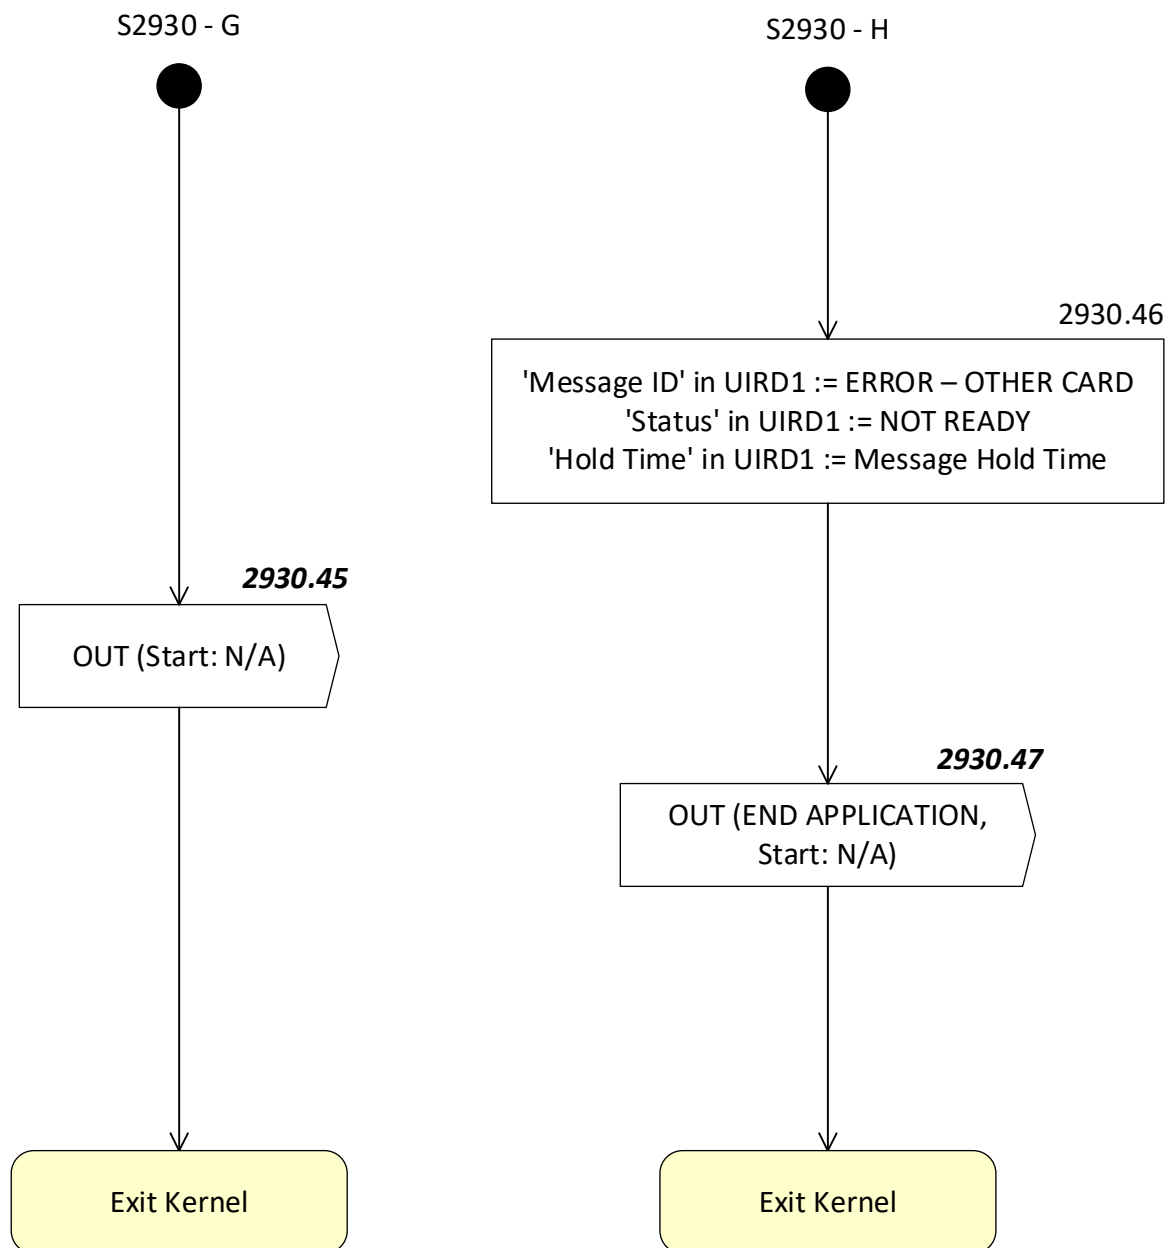 S2930 - G
2930.45
OUT (Start: N/A)
Exit Kernel
S2930 - H
2930.46
'Message ID' in UIRD1 := ERROR – OTHER CARD
'Status' in UIRD1 := NOT READY
'Hold Time' in UIRD1 := Message Hold Time
2930.47
OUT (END APPLICATION,
Start: N/A)
Exit Kernel